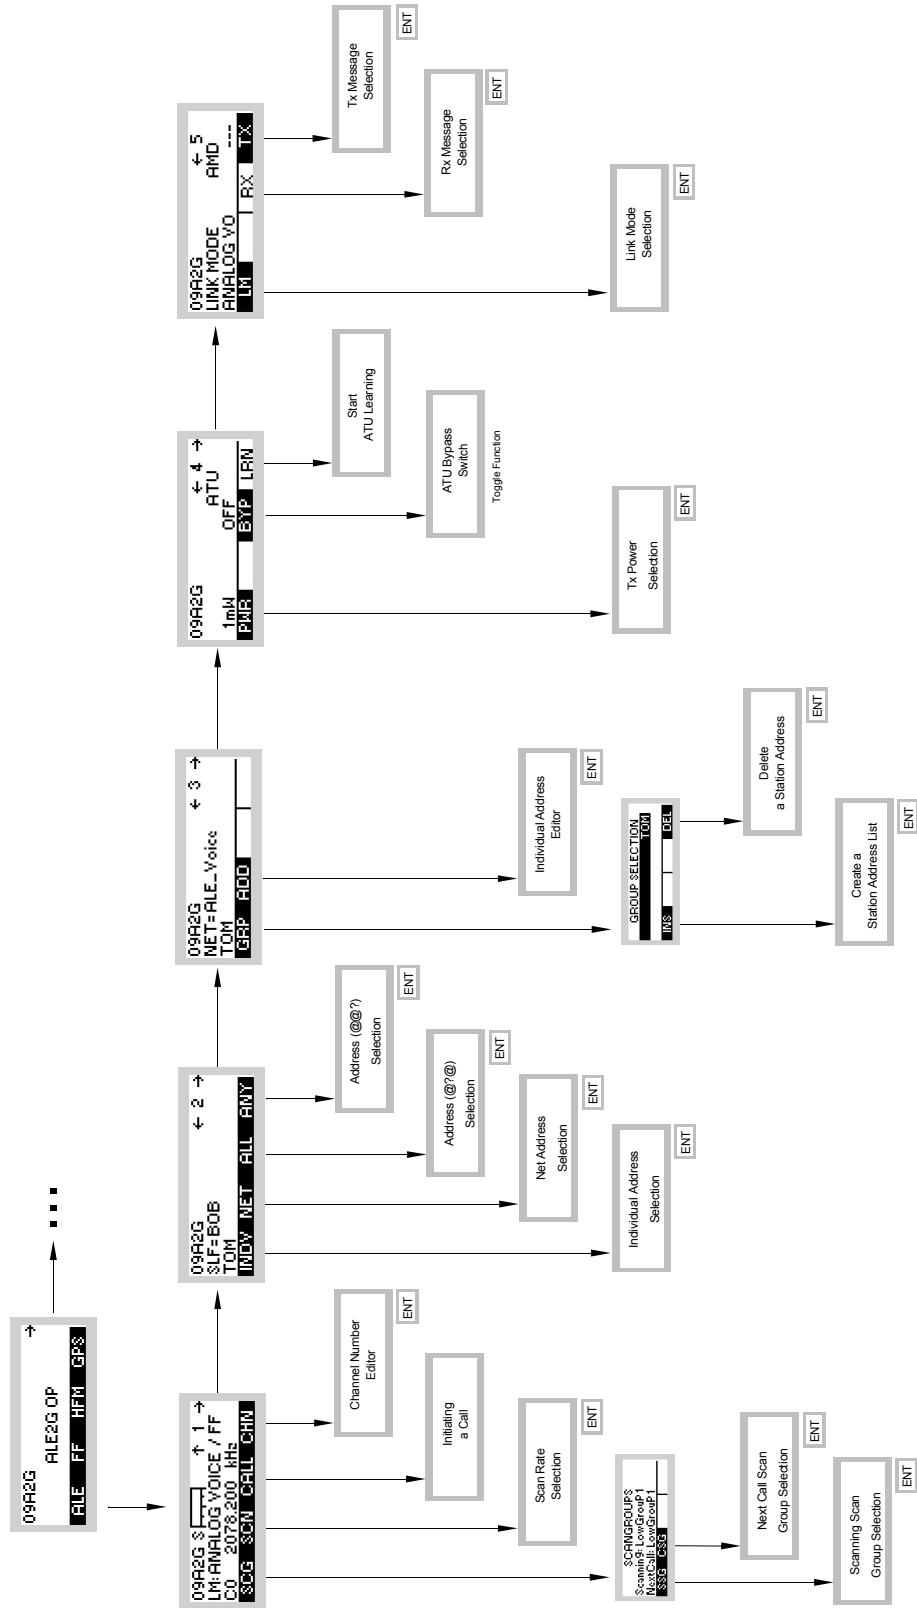 09A2G →
ALE2G OP
ALE FF HFM GPS
...
09A2G S ↑ 1 →
LM: ANALOG VOICE / FF
C0 2078.200 kHz
SCG SCN CALL CHN
Channel Number
Editor
ENT
Initiating
a Call
Scan Rate
Selection
ENT
SCANGROUPS
Scanning: LowGrouP1
NextCall: LowGrouP1
SSG CSG
Next Call Scan
Group Selection
ENT
Scanning Scan
Group Selection
ENT
09A2G ← 2 →
SLF=BOB
TOM
INDV NET ALL ANY
Address (@@?)
Selection
ENT
Address (@?@)
Selection
ENT
Net Address
Selection
ENT
Individual Address
Selection
ENT
09A2G ← 3 →
NET=ALE_Voice
TOM
GRP ADD
Individual Address
Editor
ENT
GROUP SELECTION
TOM
INS DEL
Delete
a Station Address
ENT
Create a
Station Address List
ENT
09A2G ← 4 →
ATU
1mW OFF
PWR BYP LRN
Start
ATU Learning
ATU Bypass
Switch
Toggle Function
Tx Power
Selection
ENT
09A2G ← 5
LINK MODE AMD
ANALOG VO ---
LM RX TX
Tx Message
Selection
ENT
Rx Message
Selection
ENT
Link Mode
Selection
ENT